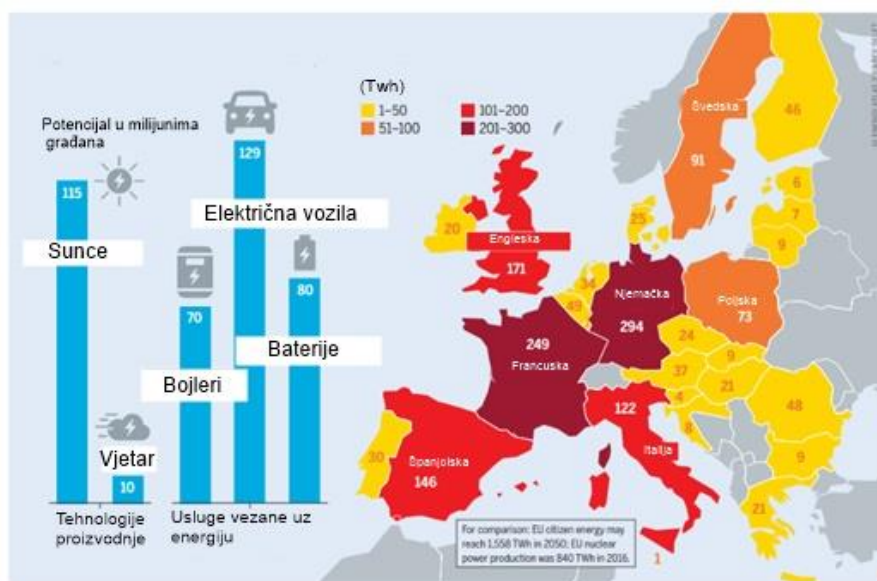 Potencijal u milijunima
građana
115
Sunce
10
Vjetar
70
Bojleri
129
Električna vozila
80
Baterije
Tehnologije
proizvodnje
Usluge vezane uz
energiju
(Twh)
1–50
51–100
101–200
201–300
Švedska
91
46
6
7
9
25
20
Engleska
171
34
49
Njemačka
294
Poljska
73
249
Francuska
24
9
37
21
4
8
48
9
122
Italija
30
Španjolska
146
21
1
For comparison: EU citizen energy may
reach 1,558 TWh in 2050; EU nuclear
power production was 840 TWh in 2016.